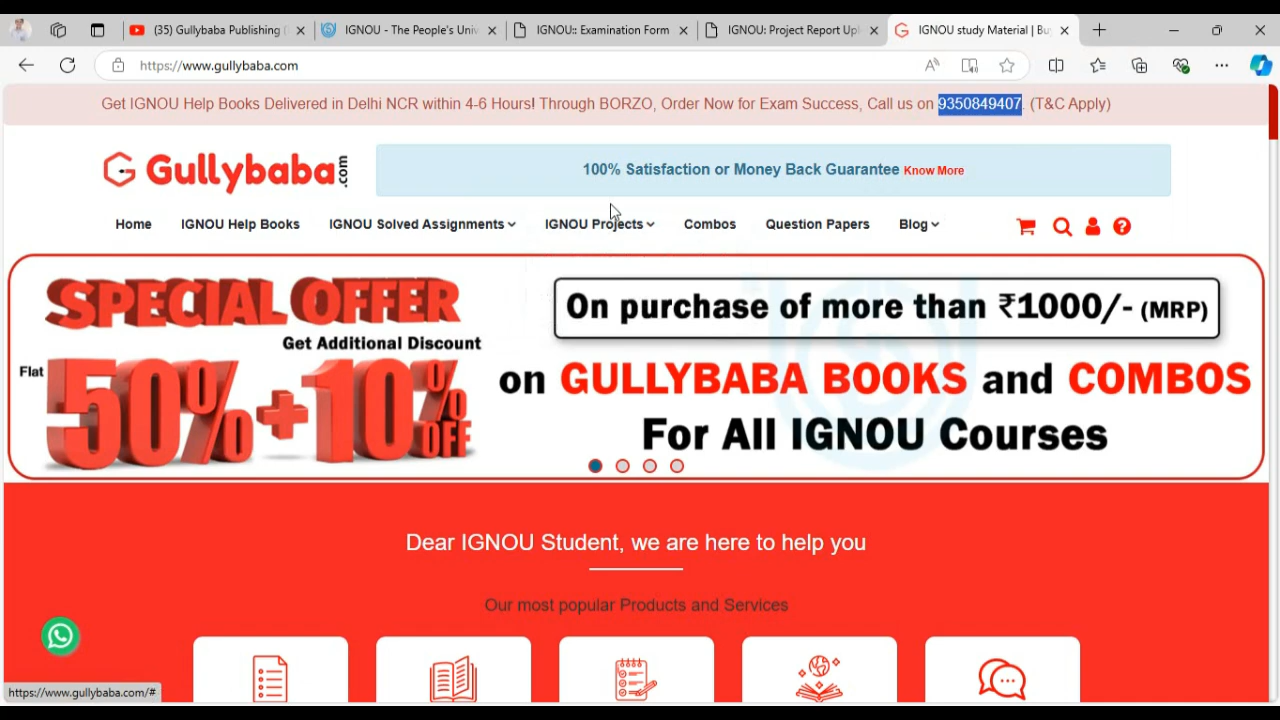 (35) Gullybaba Publishing (
IGNOU - The People's Univ
IGNOU:: Examination Form
IGNOU: Project Report Upl
IGNOU study Material | Bu
https://www.gullybaba.com
Get IGNOU Help Books Delivered in Delhi NCR within 4-6 Hours! Through BORZO, Order Now for Exam Success, Call us on 9350849407. (T&C Apply)
Gullybaba.com
100% Satisfaction or Money Back Guarantee Know More
Home IGNOU Help Books IGNOU Solved Assignments IGNOU Projects Combos Question Papers Blog
SPECIAL OFFER
Get Additional Discount
Flat 50%+10% OFF
On purchase of more than ₹1000/- (MRP)
on GULLYBABA BOOKS and COMBOS
For All IGNOU Courses
Dear IGNOU Student, we are here to help you
Our most popular Products and Services
https://www.gullybaba.com/#